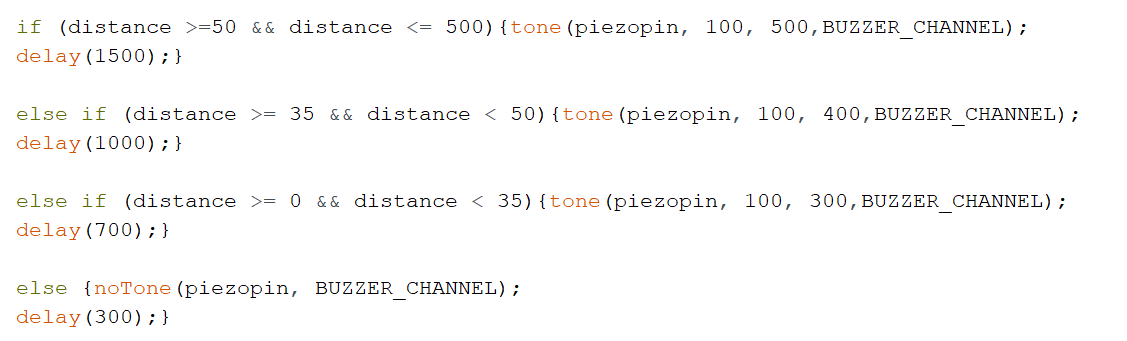 if (distance >=50 && distance <= 500){tone(piezopin, 100, 500,BUZZER_CHANNEL);
delay(1500);}
else if (distance >= 35 && distance < 50){tone(piezopin, 100, 400,BUZZER_CHANNEL);
delay(1000);}
else if (distance >= 0 && distance < 35){tone(piezopin, 100, 300,BUZZER_CHANNEL);
delay(700);}
else {noTone(piezopin, BUZZER_CHANNEL);
delay(300);}